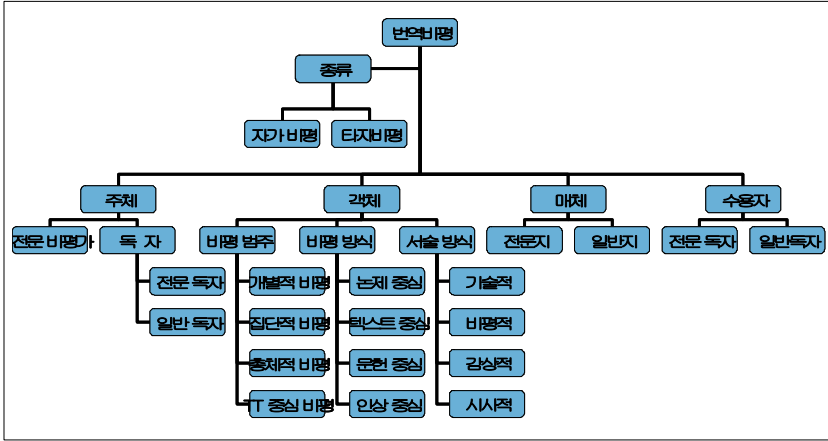 번역비평
종류
자가 비평
타자비평
주체
객체
매체
수용자
전문 비평가
독 자
비평 범주
비평 방식
서술 방식
전문지
일반지
전문 독자
일반독자
전문 독자
개별적 비평
논제 중심
기술적
일반 독자
집단적 비평
텍스트 중심
비평적
총체적 비평
문헌 중심
감상적
TT 중심 비평
인상 중심
시사적